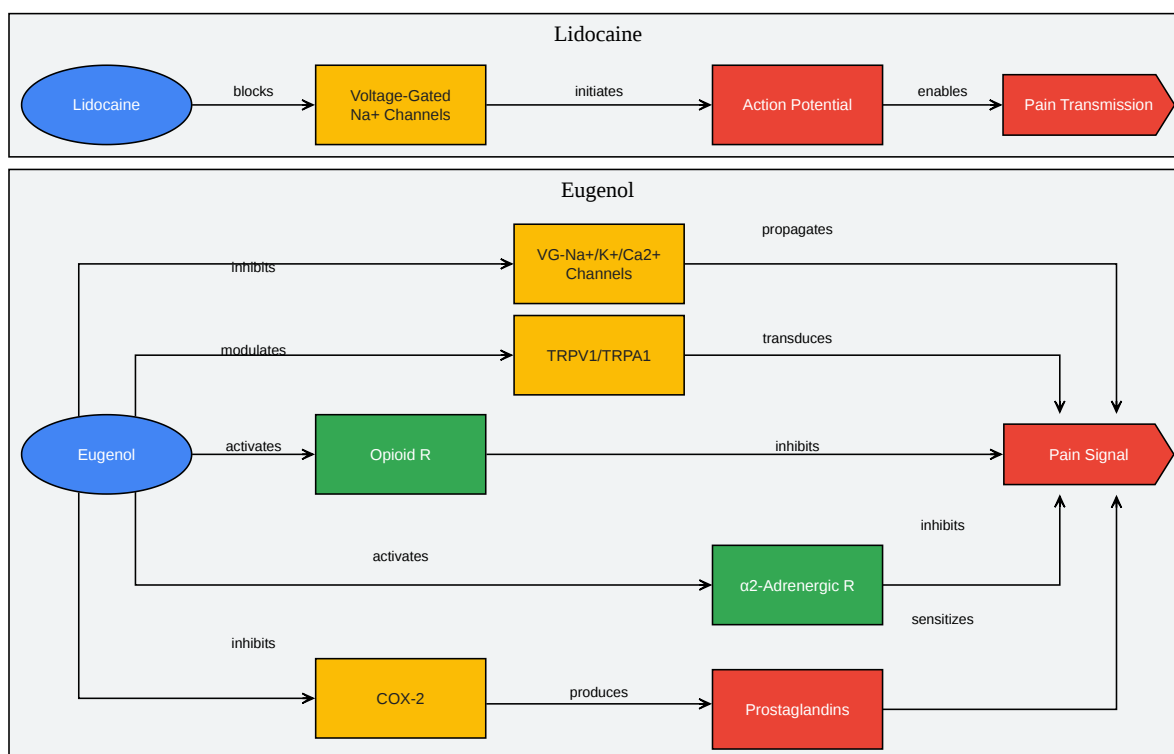 Lidocaine
Lidocaine
blocks
Voltage-Gated
Na+ Channels
initiates
Action Potential
enables
Pain Transmission
Eugenol
inhibits
VG-Na+/K+/Ca2+
Channels
propagates
modulates
TRPV1/TRPA1
transduces
Eugenol
activates
Opioid R
inhibits
Pain Signal
activates
α2-Adrenergic R
inhibits
sensitizes
inhibits
COX-2
produces
Prostaglandins